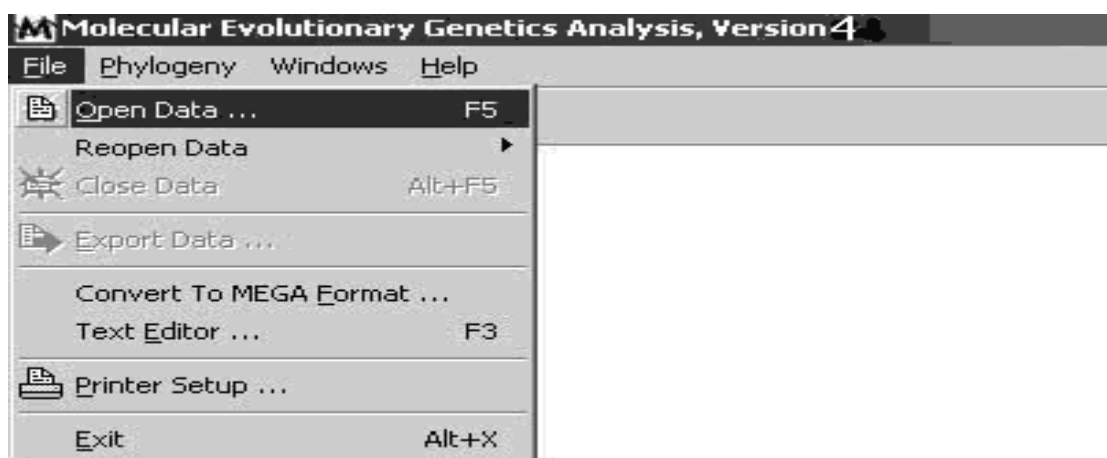 Molecular Evolutionary Genetics Analysis, Version 4
File Phylogeny Windows Help
Open Data ... F5
Reopen Data
Close Data Alt+F5
Export Data ...
Convert To MEGA Format ...
Text Editor ... F3
Printer Setup ...
Exit Alt+X